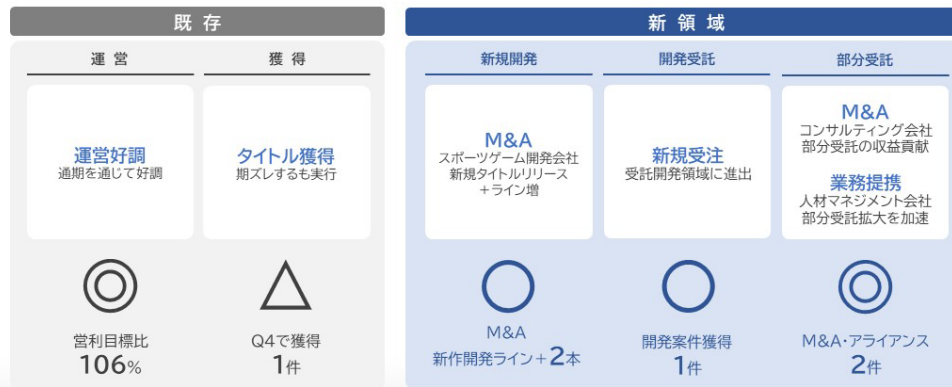 既存
運営
運営好調
通期を通じて好調
◎
営利目標比
106%
獲得
タイトル獲得
期ズレするも実行
△
Q4で獲得
1件
新領域
新規開発
M&A
スポーツゲーム開発会社
新規タイトルリリース
+ライン増
○
M&A
新作開発ライン+2本
開発受託
新規受注
受託開発領域に進出
○
開発案件獲得
1件
部分受託
M&A
コンサルティング会社
部分受託の収益貢献
業務提携
人材マネジメント会社
部分受託拡大を加速
◎
M&A・アライアンス
2件